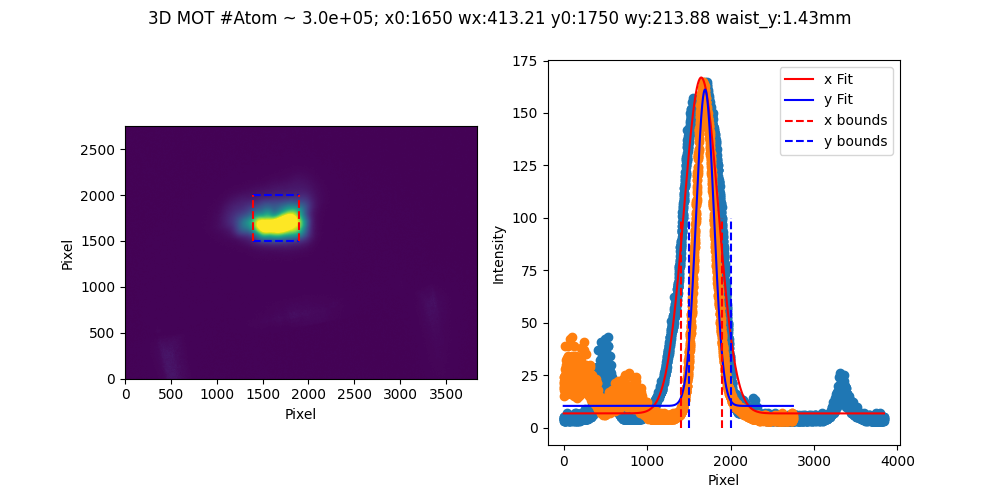 3D MOT #Atom ~ 3.0e+05; x0:1650 wx:413.21 y0:1750 wy:213.88 waist_y:1.43mm
2500
2000
1500
1000
500
0
Pixel
0 500 1000 1500 2000 2500 3000 3500
Pixel
175
150
125
100
75
50
25
0
Intensity
0 1000 2000 3000 4000
Pixel
x Fit
y Fit
x bounds
y bounds